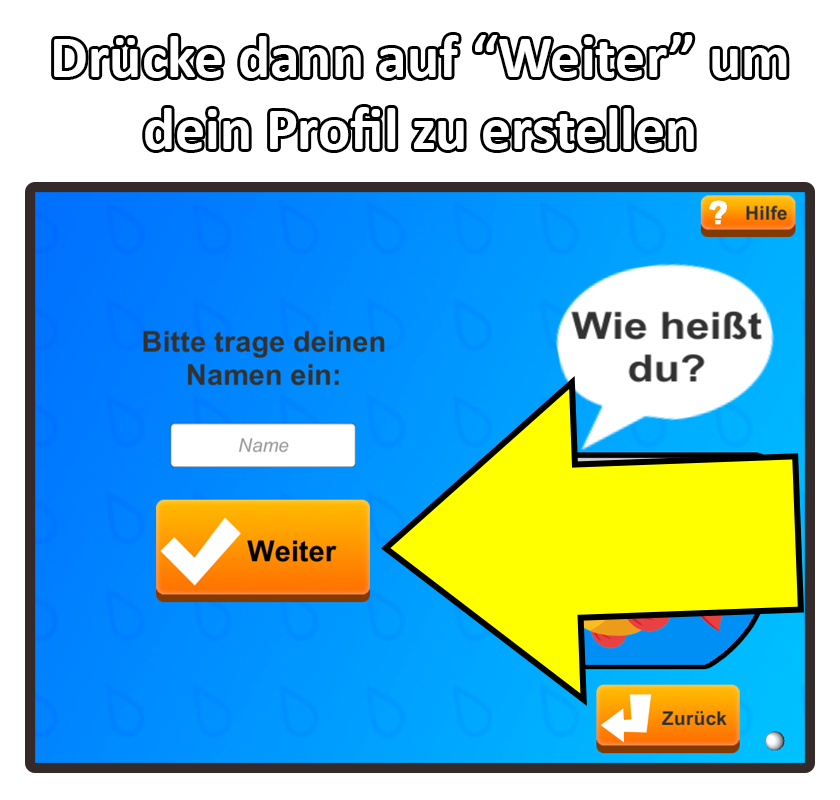 Drücke dann auf “Weiter” um
dein Profil zu erstellen
? Hilfe
Wie heißt
du?
Bitte trage deinen
Namen ein:
Name
Weiter
Zurück